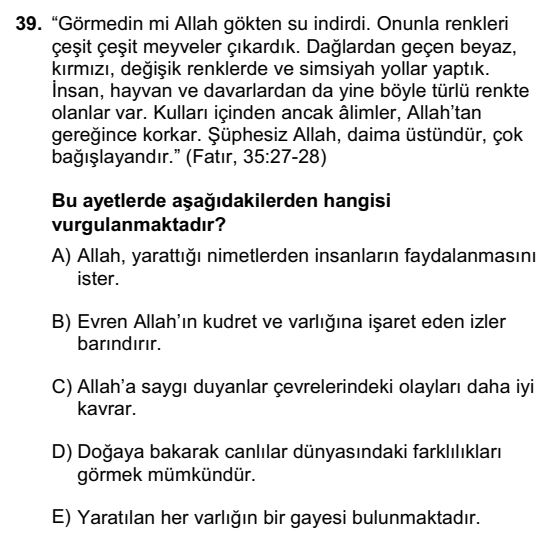 39. “Görmedin mi Allah gökten su indirdi. Onunla renkleri
çeşit çeşit meyveler çıkardık. Dağlardan geçen beyaz,
kırmızı, değişik renklerde ve simsiyah yollar yaptık.
İnsan, hayvan ve davarlardan da yine böyle türlü renkte
olanlar var. Kulları içinden ancak âlimler, Allah’tan
gereğince korkar. Şüphesiz Allah, daima üstündür, çok
bağışlayandır.” (Fatır, 35:27-28)
Bu ayetlerde aşağıdakilerden hangisi
vurgulanmaktadır?
A) Allah, yarattığı nimetlerden insanların faydalanmasını
ister.
B) Evren Allah’ın kudret ve varlığına işaret eden izler
barındırır.
C) Allah’a saygı duyanlar çevrelerindeki olayları daha iyi
kavrar.
D) Doğaya bakarak canlılar dünyasındaki farklılıkları
görmek mümkündür.
E) Yaratılan her varlığın bir gayesi bulunmaktadır.